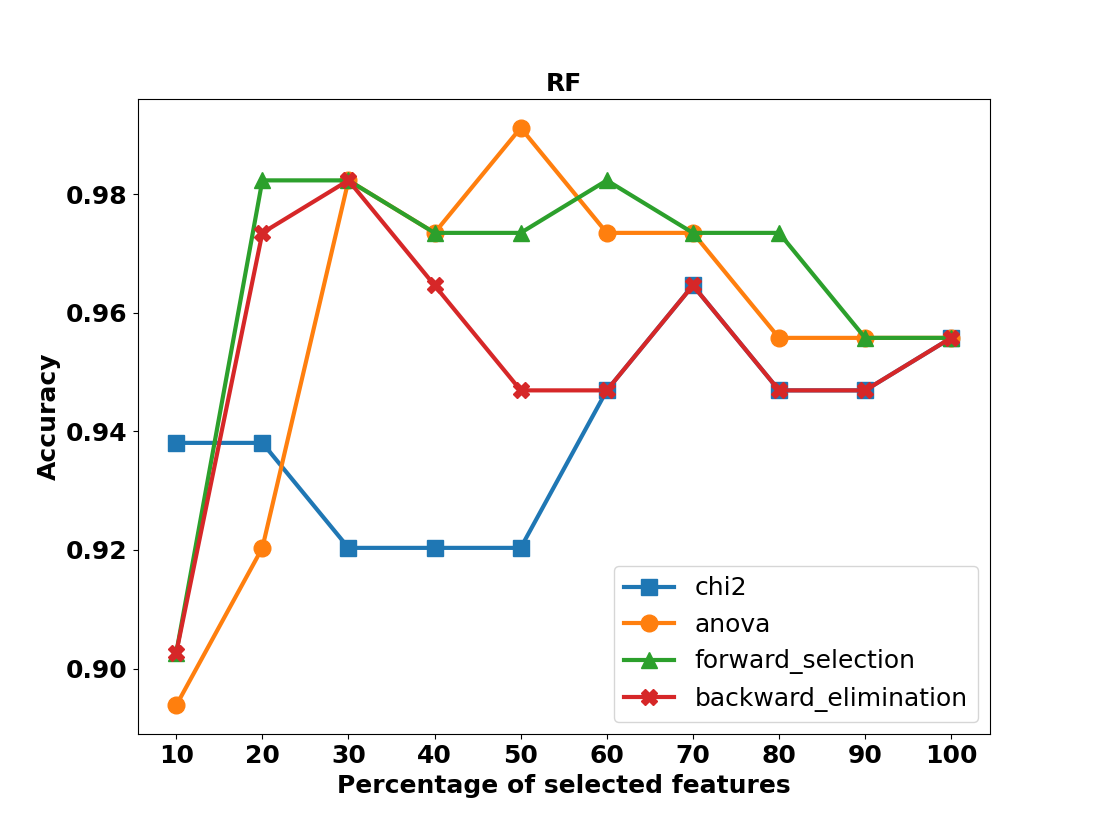 RF
Accuracy
0.98
0.96
0.94
0.92
0.90
chi2
anova
forward_selection
backward_elimination
10 20 30 40 50 60 70 80 90 100
Percentage of selected features